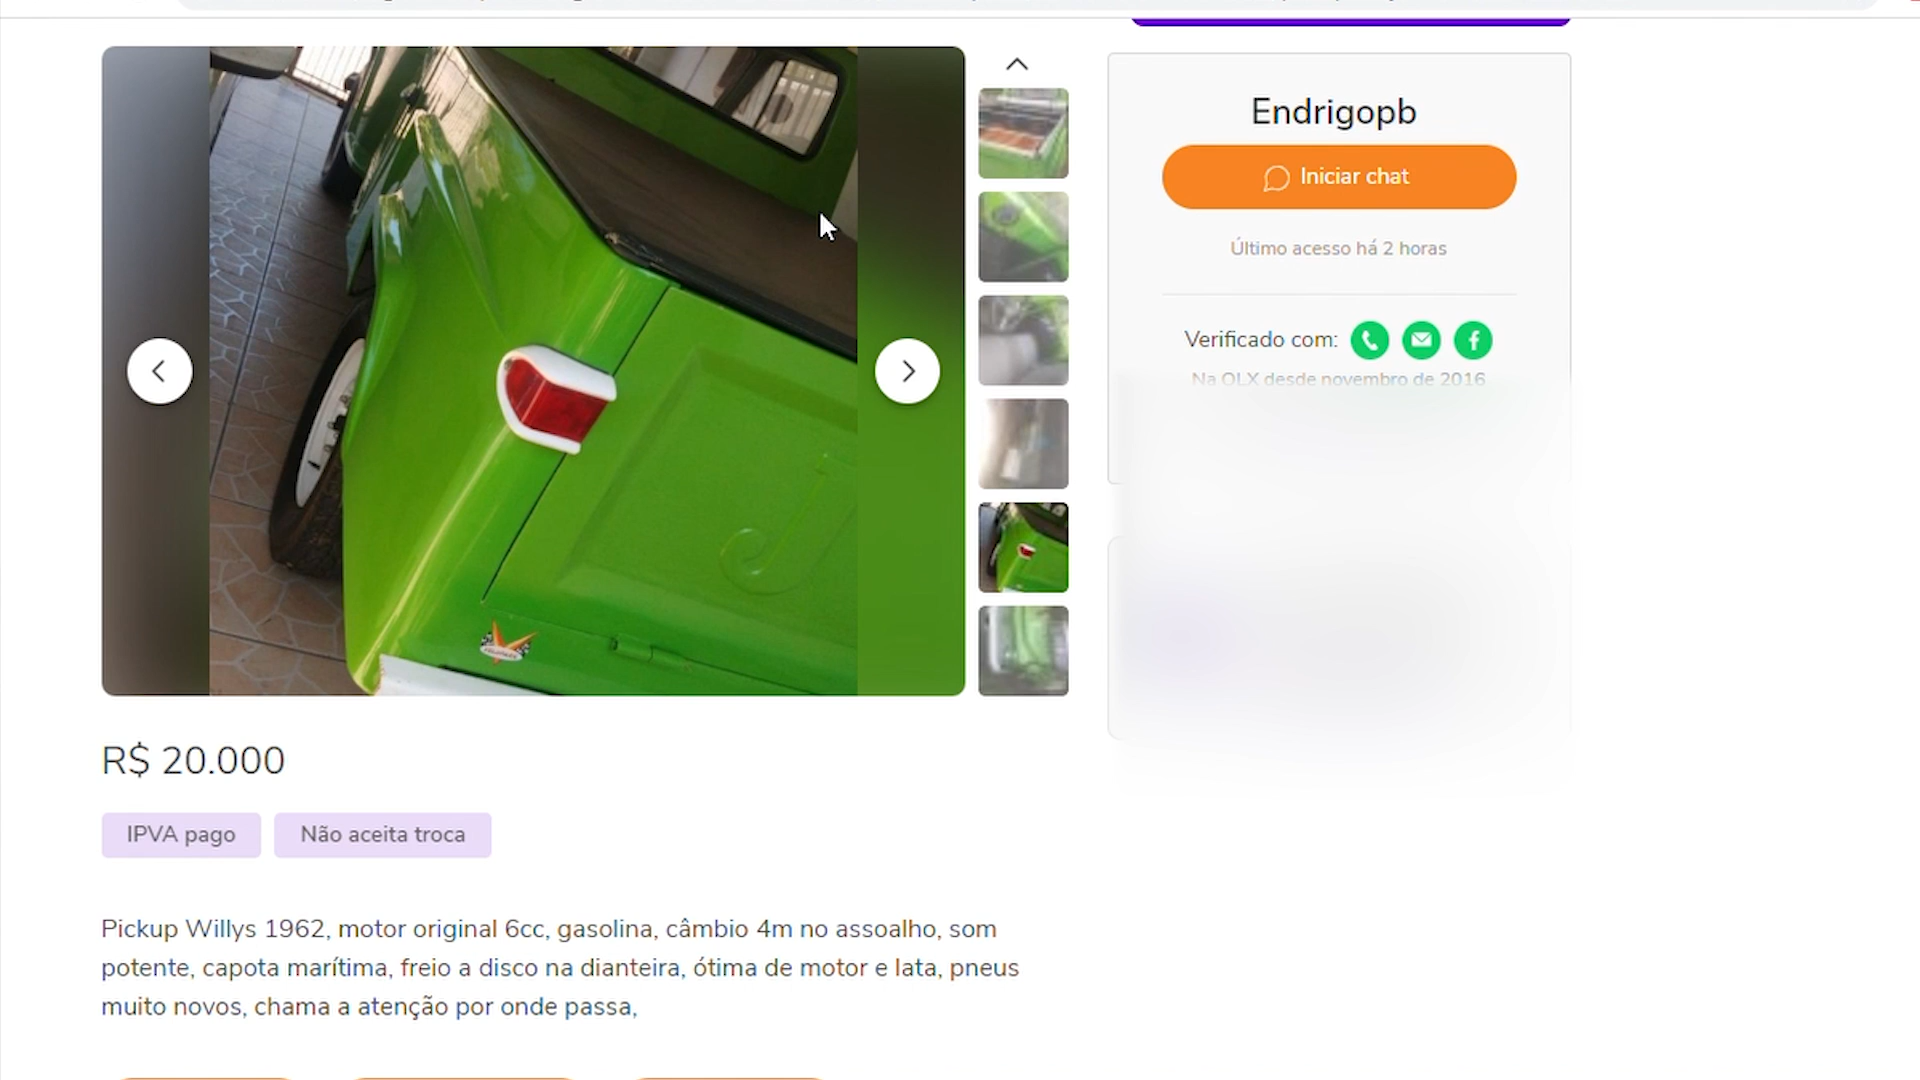 Endrigopb
Iniciar chat
Último acesso há 2 horas
Verificado com:
Na OLX desde novembro de 2016
R$ 20.000
IPVA pago
Não aceita troca
Pickup Willys 1962, motor original 6cc, gasolina, câmbio 4m no assoalho, som
potente, capota marítima, freio a disco na dianteira, ótima de motor e lata, pneus
muito novos, chama a atenção por onde passa,